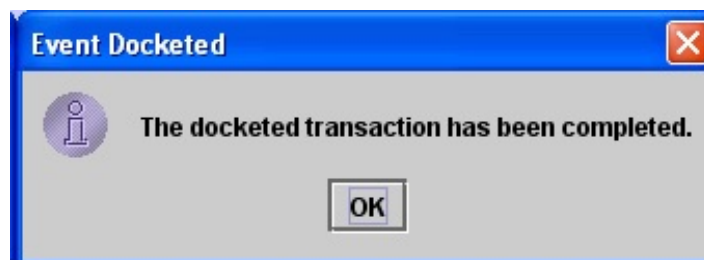 Event Docketed
The docketed transaction has been completed.
OK